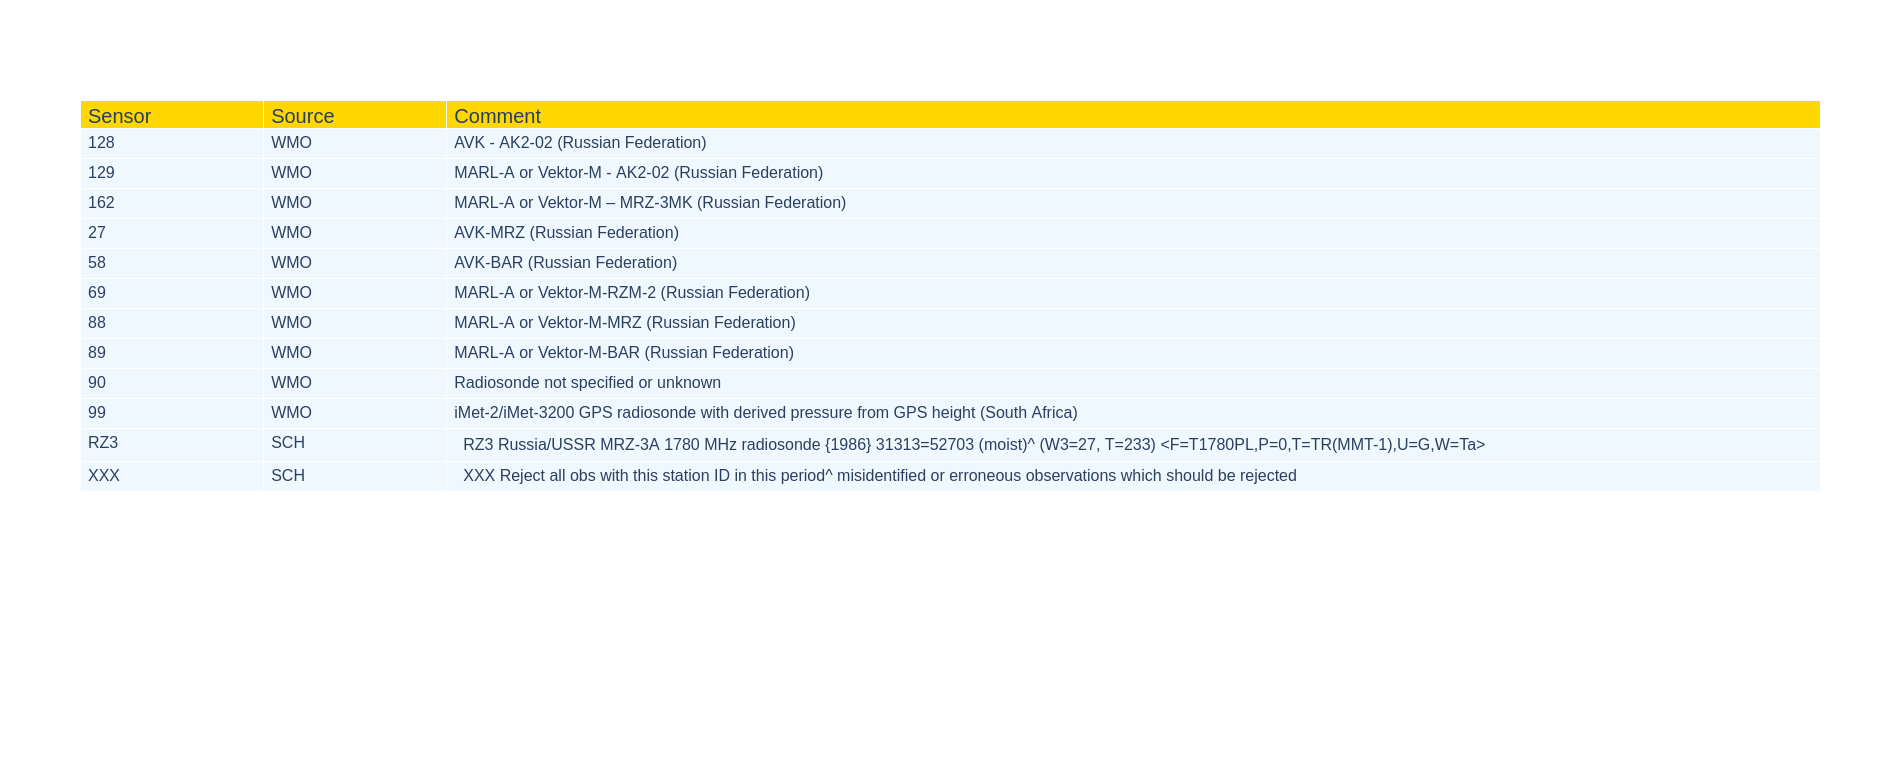 Sensor Source Comment
128 WMO AVK - AK2-02 (Russian Federation)
129 WMO MARL-A or Vektor-M - AK2-02 (Russian Federation)
162 WMO MARL-A or Vektor-M – MRZ-3MK (Russian Federation)
27 WMO AVK-MRZ (Russian Federation)
58 WMO AVK-BAR (Russian Federation)
69 WMO MARL-A or Vektor-M-RZM-2 (Russian Federation)
88 WMO MARL-A or Vektor-M-MRZ (Russian Federation)
89 WMO MARL-A or Vektor-M-BAR (Russian Federation)
90 WMO Radiosonde not specified or unknown
99 WMO iMet-2/iMet-3200 GPS radiosonde with derived pressure from GPS height (South Africa)
RZ3 SCH RZ3 Russia/USSR MRZ-3A 1780 MHz radiosonde {1986} 31313=52703 (moist)^ (W3=27, T=233) <F=T1780PL,P=0,T=TR(MMT-1),U=G,W=Ta>
XXX SCH XXX Reject all obs with this station ID in this period^ misidentified or erroneous observations which should be rejected